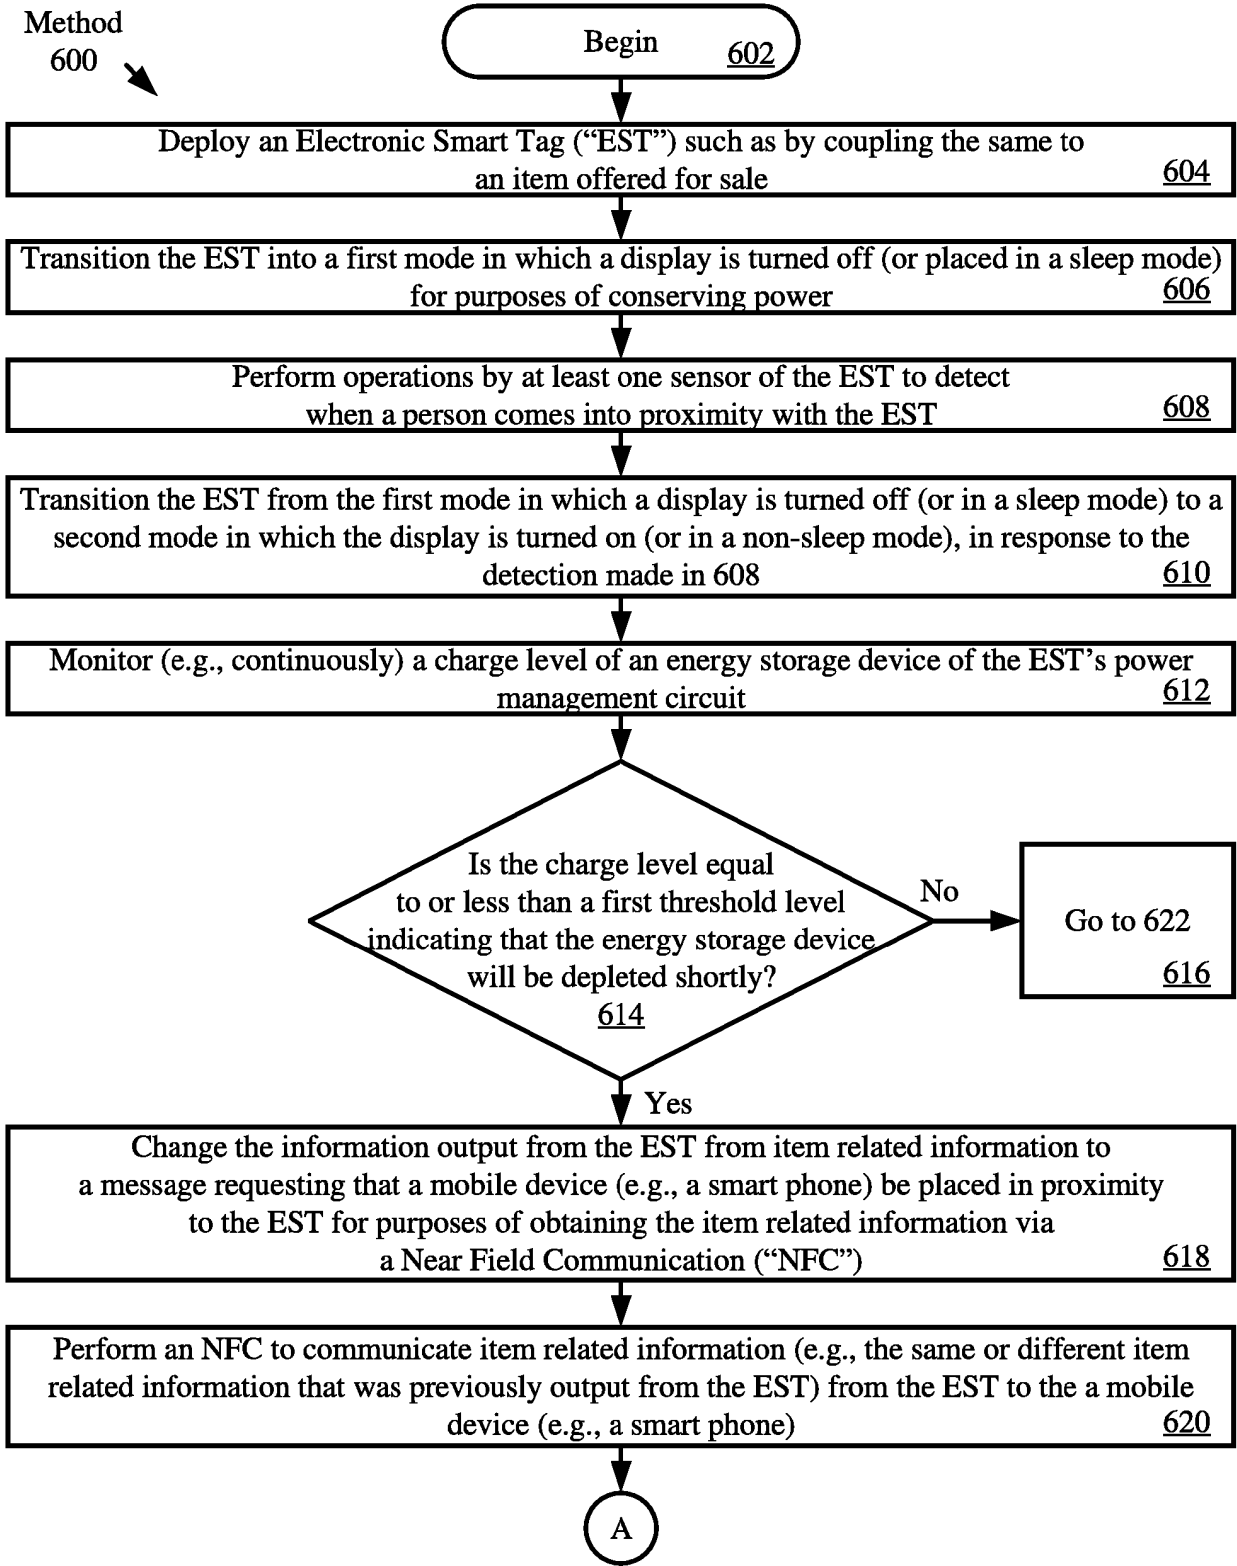 Method
600
Begin
602
Deploy an Electronic Smart Tag (“EST”) such as by coupling the same to
an item offered for sale
604
Transition the EST into a first mode in which a display is turned off (or placed in a sleep mode)
for purposes of conserving power
606
Perform operations by at least one sensor of the EST to detect
when a person comes into proximity with the EST
608
Transition the EST from the first mode in which a display is turned off (or in a sleep mode) to a
second mode in which the display is turned on (or in a non-sleep mode), in response to the
detection made in 608
610
Monitor (e.g., continuously) a charge level of an energy storage device of the EST’s power
management circuit
612
Is the charge level equal
to or less than a first threshold level
indicating that the energy storage device
will be depleted shortly?
614
No
Go to 622
616
Yes
Change the information output from the EST from item related information to
a message requesting that a mobile device (e.g., a smart phone) be placed in proximity
to the EST for purposes of obtaining the item related information via
a Near Field Communication (“NFC”)
618
Perform an NFC to communicate item related information (e.g., the same or different item
related information that was previously output from the EST) from the EST to the a mobile
device (e.g., a smart phone)
620
A